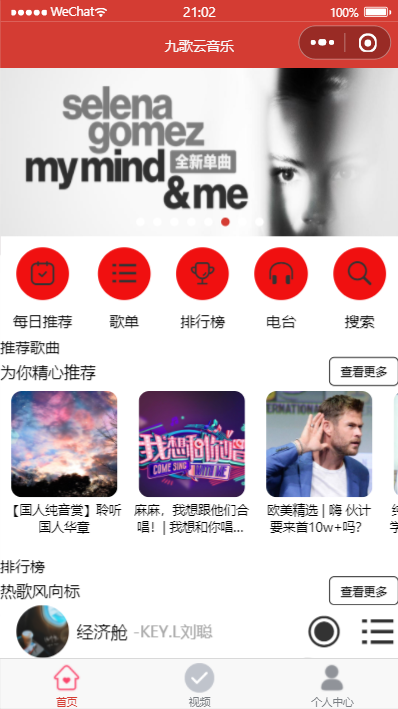 WeChat
21:02
100%
九歌云音乐
selena
gomez
my mind
全新单曲
& me
每日推荐
歌单
排行榜
电台
搜索
推荐歌曲
为你精心推荐
查看更多
我想和你唱
COME SING WITH ME
【国人纯音赏】聆听
国人华章
麻麻，我想跟他们合
唱！| 我想和你唱...
欧美精选 | 嗨 伙计
要来首10w+吗?
排行榜
热歌风向标
查看更多
经济舱 -KEY.L刘聪
首页
视频
个人中心